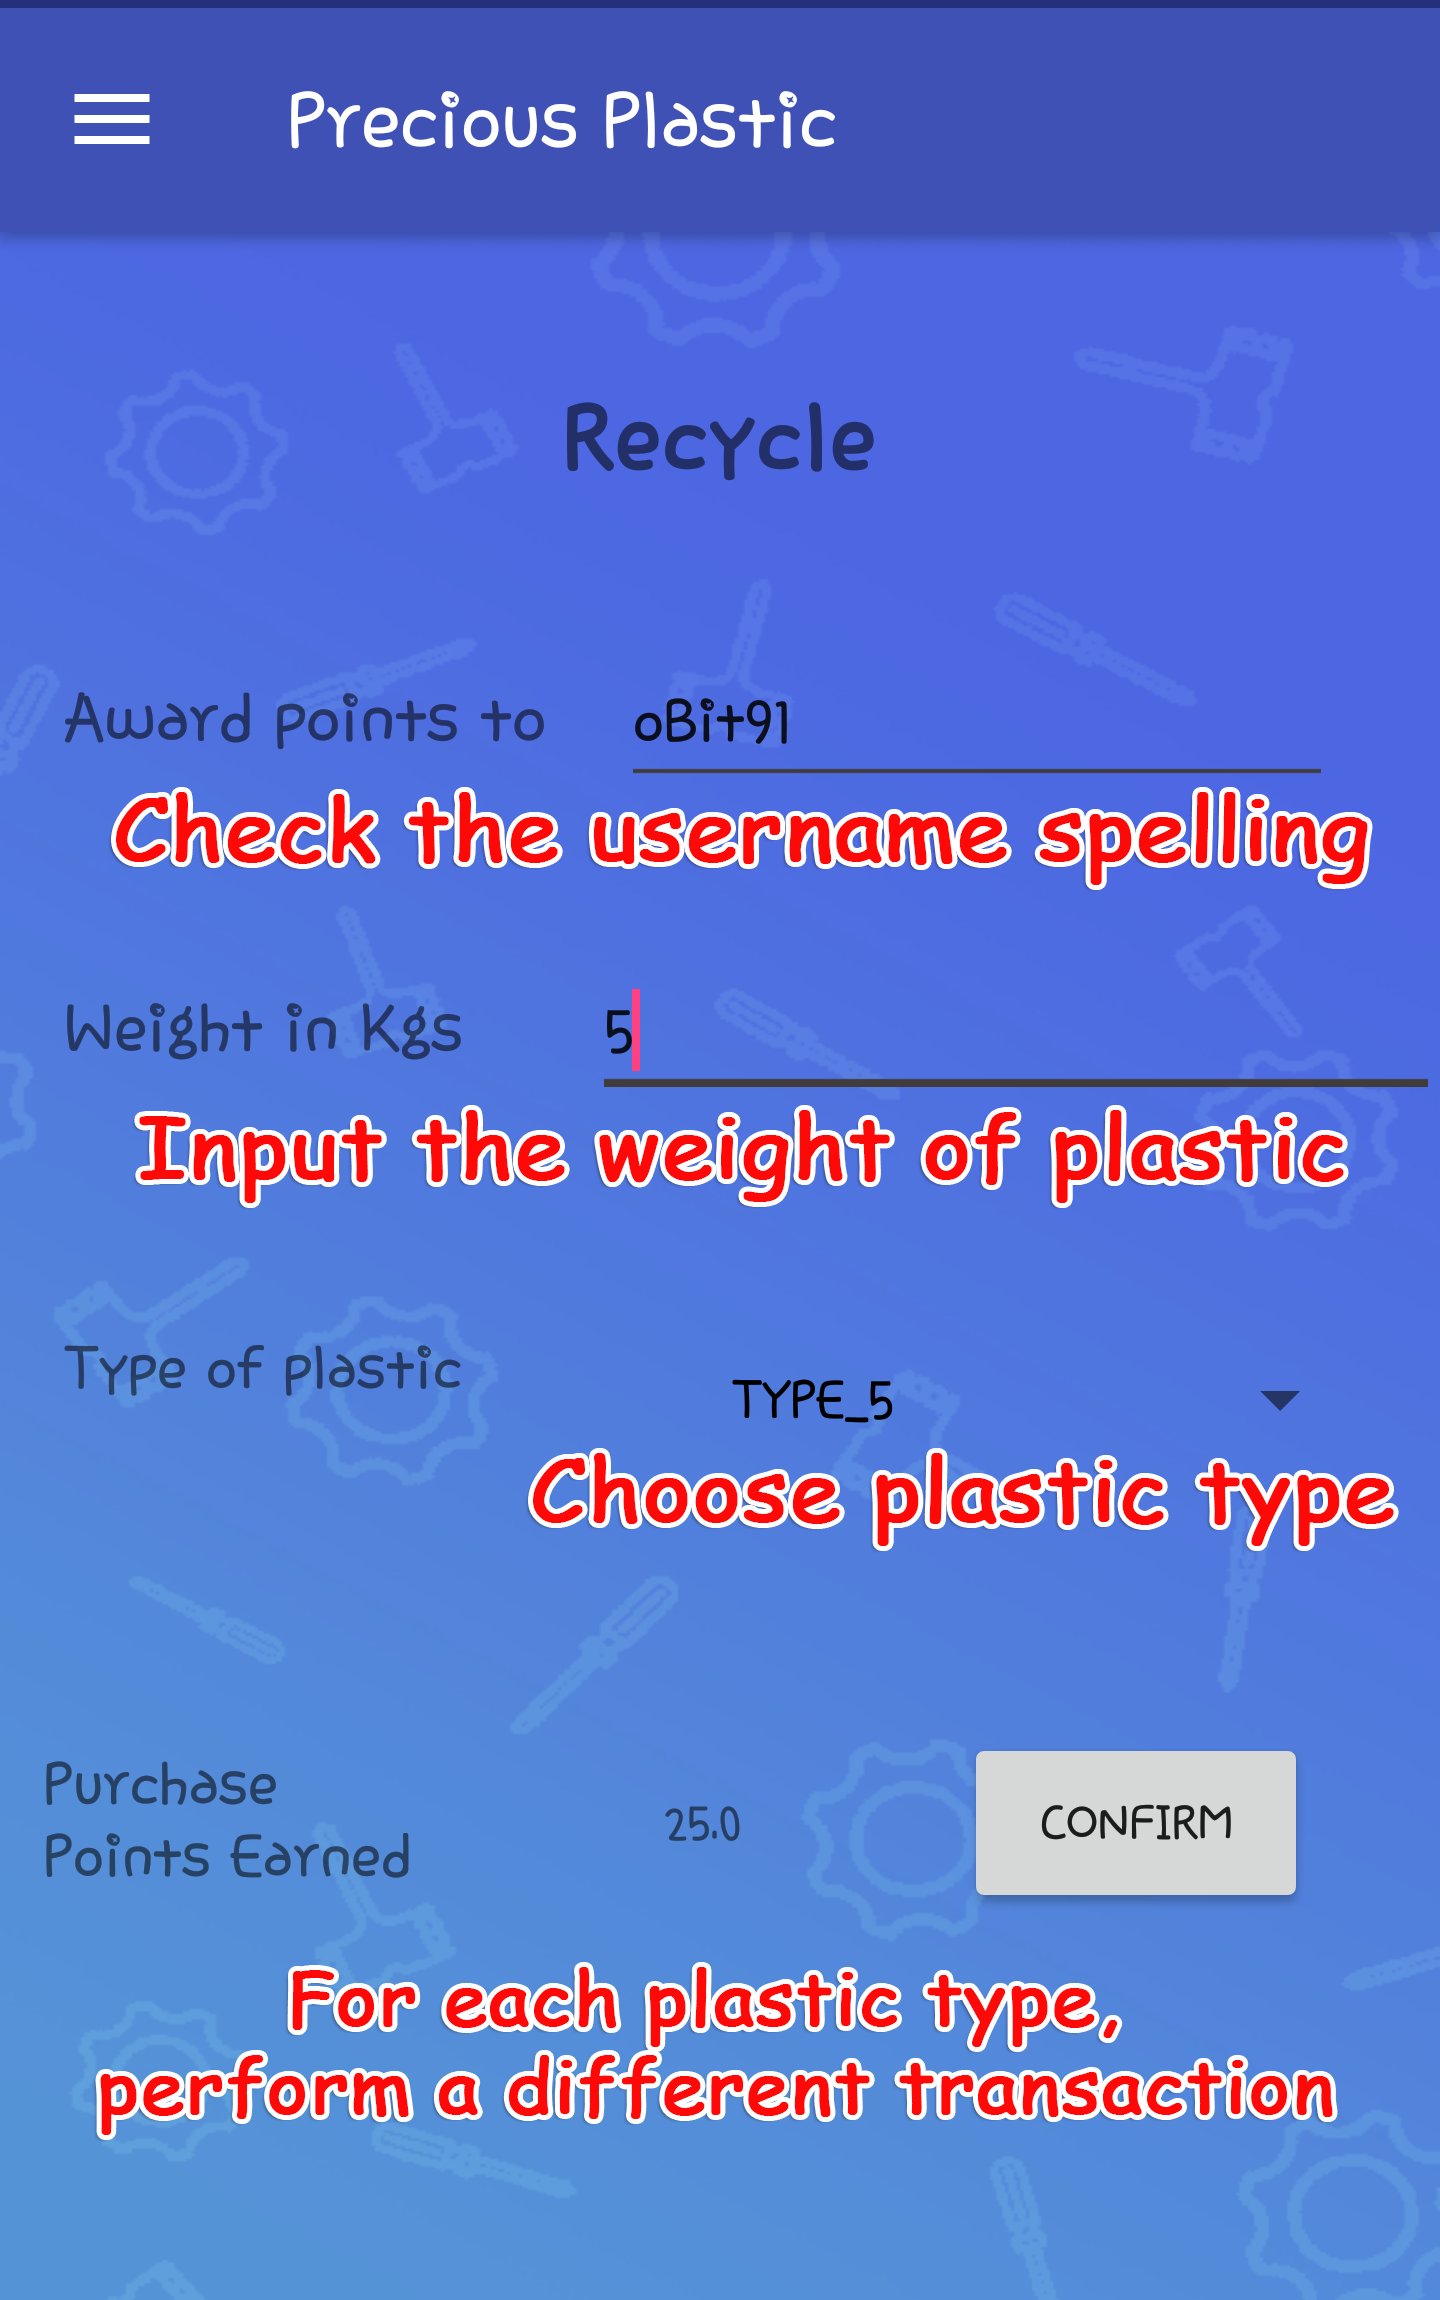 Precious Plastic
Recycle
Award points to oBit91
Check the username spelling
Weight in Kgs 5
Input the weight of plastic
Type of plastic TYPE_5
Choose plastic type
Purchase
Points Earned 25.0 CONFIRM
For each plastic type,
perform a different transaction